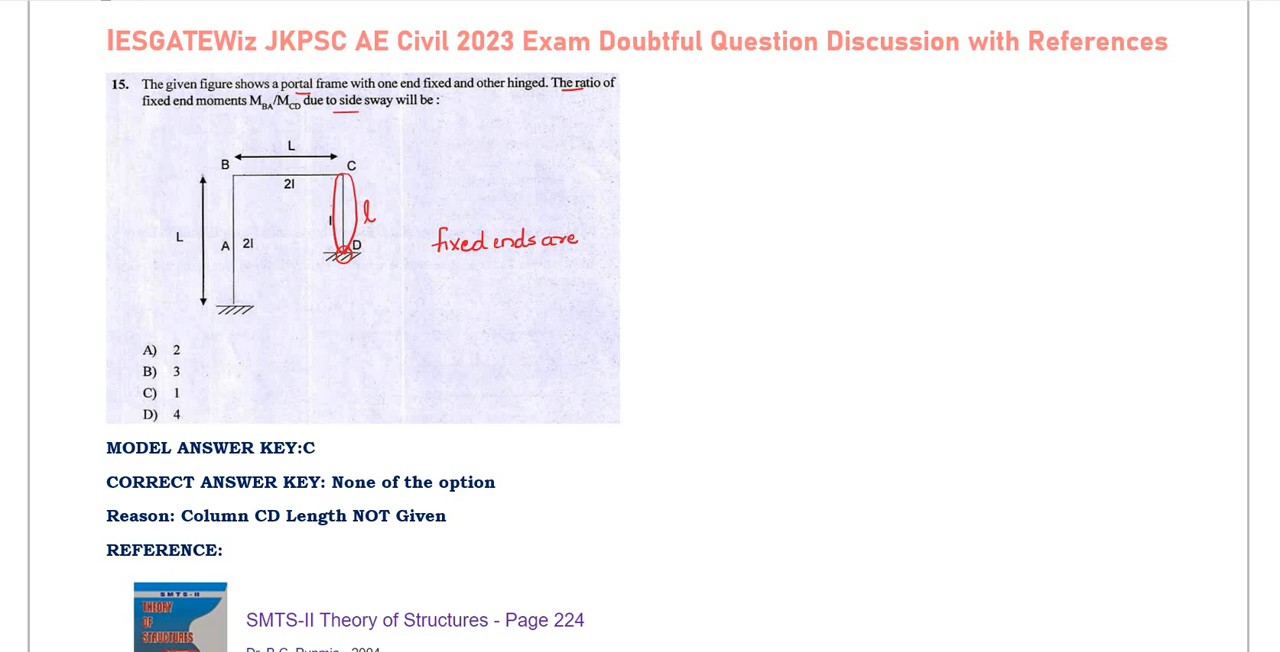 IESGATEWiz JKPSC AE Civil 2023 Exam Doubtful Question Discussion with References
15. The given figure shows a portal frame with one end fixed and other hinged. The ratio of
fixed end moments MBA/MCD due to side sway will be :
L
B
C
2I
I
l
L
A
2I
D
fixed ends are
A) 2
B) 3
C) 1
D) 4
MODEL ANSWER KEY:C
CORRECT ANSWER KEY: None of the option
Reason: Column CD Length NOT Given
REFERENCE:
SMTS-II
THEORY
OF
STRUCTURES
SMTS-II Theory of Structures - Page 224